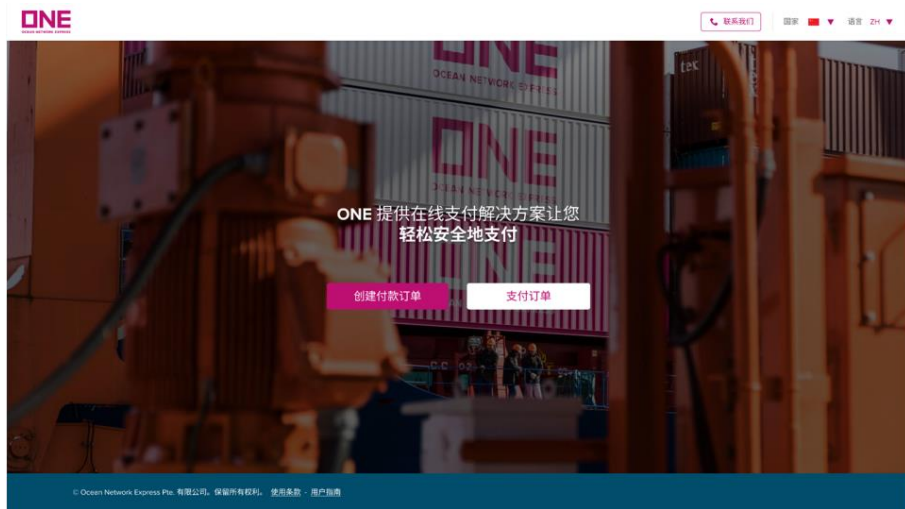 ONE
OCEAN NETWORK EXPRESS
联系我们
国家
语言 ZH
OCEAN NETWORK EXPRESS
ONE
OCEAN NETWORK EXPRESS
tex
ONE 提供在线支付解决方案让您
轻松安全地支付
创建付款订单
支付订单
© Ocean Network Express Pte. 有限公司。保留所有权利。 使用条款 - 用户指南